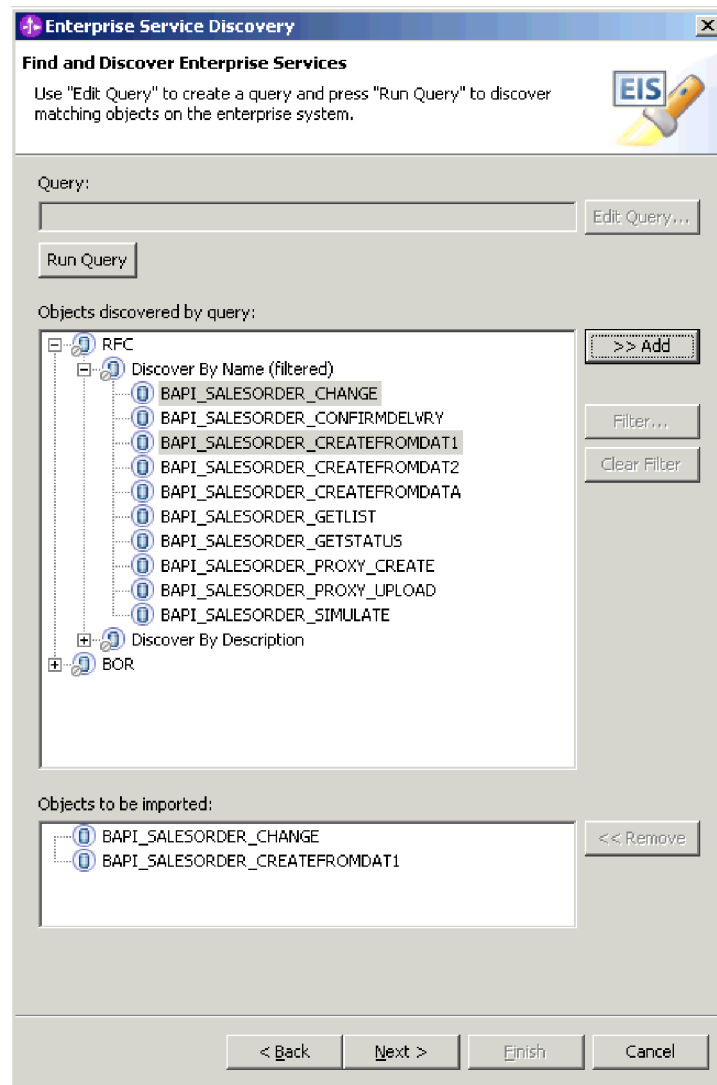 Enterprise Service Discovery
Find and Discover Enterprise Services
Use "Edit Query" to create a query and press "Run Query" to discover
matching objects on the enterprise system.
EIS
Query:
Edit Query...
Run Query
Objects discovered by query:
RFC
>> Add
Discover By Name (filtered)
BAPI_SALESORDER_CHANGE
BAPI_SALESORDER_CONFIRMDELVRY
Filter...
BAPI_SALESORDER_CREATEFROMDAT1
BAPI_SALESORDER_CREATEFROMDAT2
Clear Filter
BAPI_SALESORDER_CREATEFROMDATA
BAPI_SALESORDER_GETLIST
BAPI_SALESORDER_GETSTATUS
BAPI_SALESORDER_PROXY_CREATE
BAPI_SALESORDER_PROXY_UPLOAD
BAPI_SALESORDER_SIMULATE
Discover By Description
BOR
Objects to be imported:
BAPI_SALESORDER_CHANGE
<< Remove
BAPI_SALESORDER_CREATEFROMDAT1
< Back
Next >
Finish
Cancel